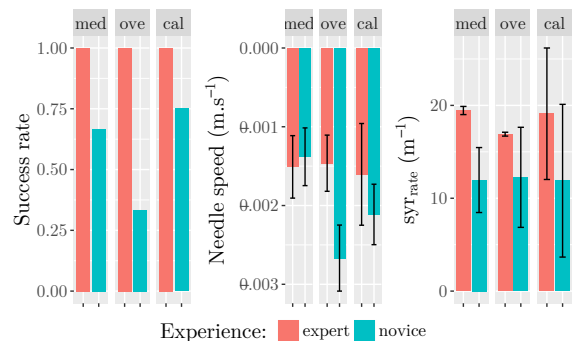 med ove cal
1.00
0.75
0.50
0.25
0.00
Success rate
med ove cal
0.000
0.001
0.002
0.003
Needle speed (m.s⁻¹)
med ove cal
20
10
0
syr_rate (m⁻¹)
Experience: expert novice